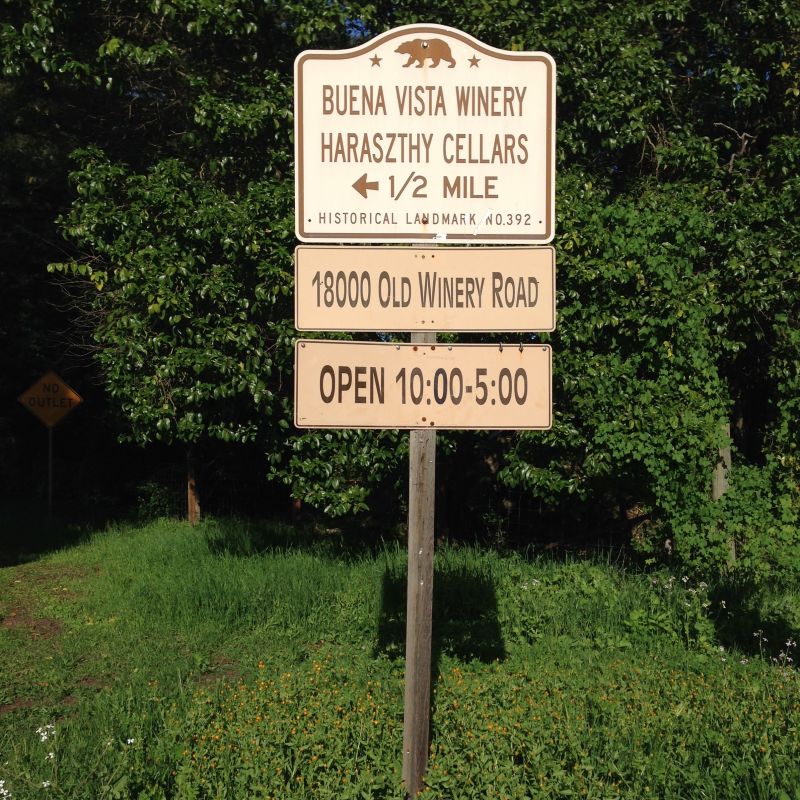 BUENA VISTA WINERY
HARASZTHY CELLARS
← 1/2 MILE
• HISTORICAL LANDMARK NO.392 •
18000 OLD WINERY ROAD
OPEN 10:00-5:00
NO
OUTLET